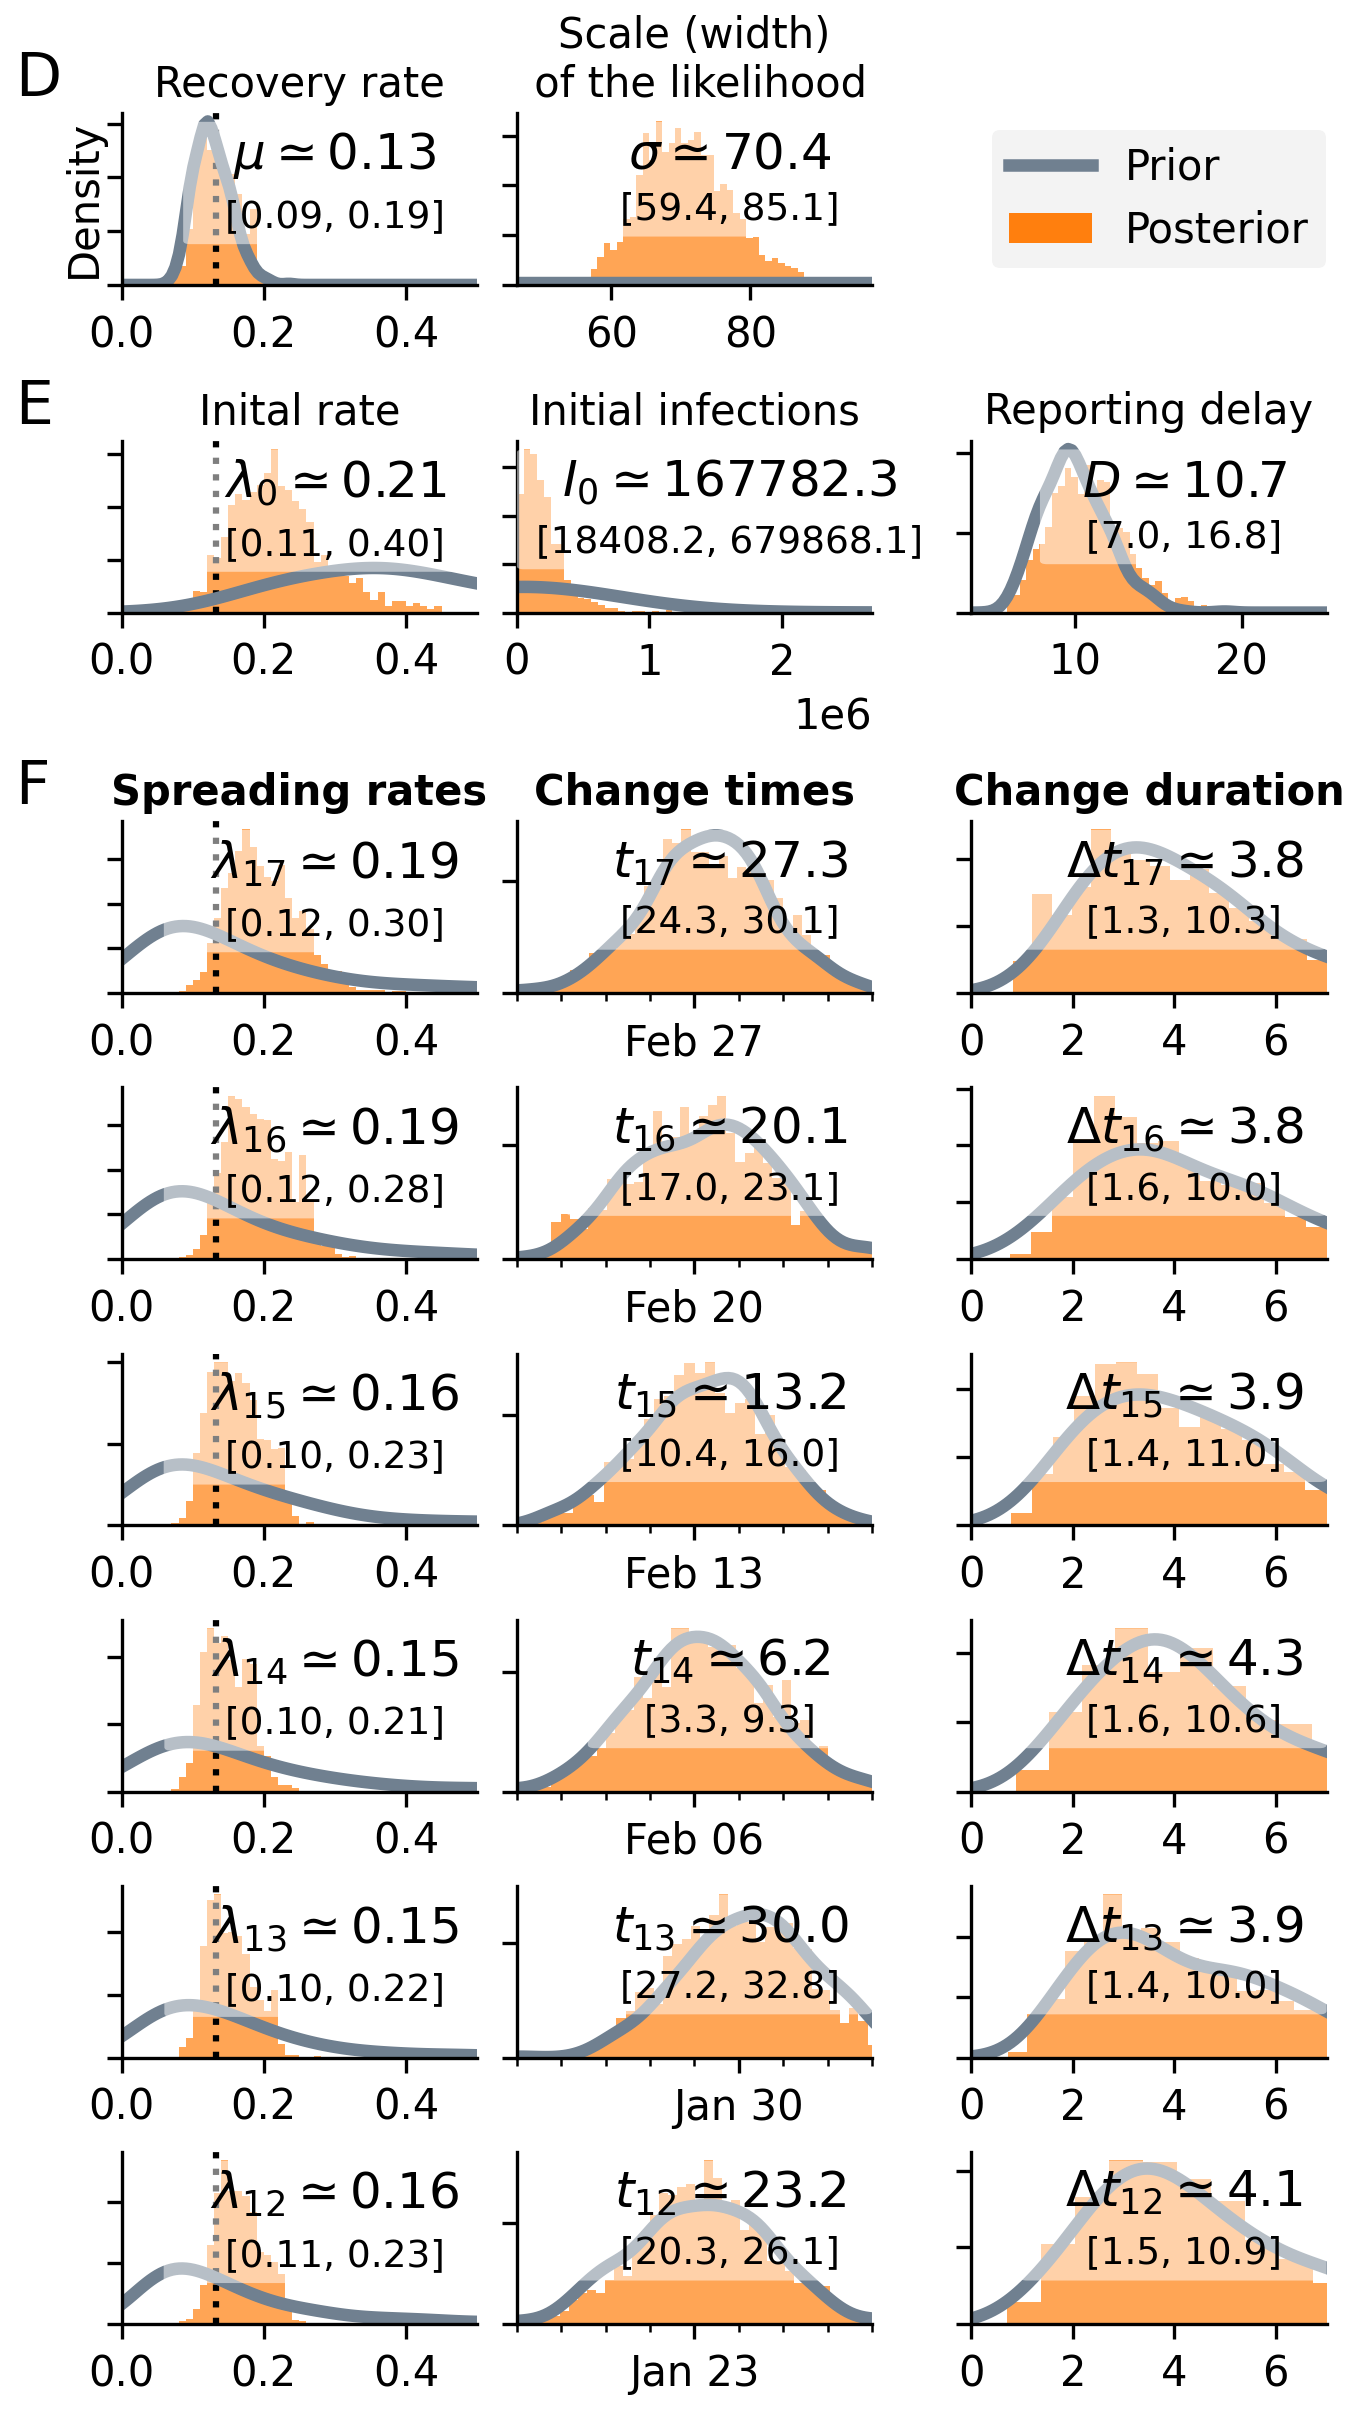 D
Recovery rate
Scale (width)
of the likelihood
Density
μ ≃ 0.13
[0.09, 0.19]
0.0 0.2 0.4
σ ≃ 70.4
[59.4, 85.1]
60 80
Prior
Posterior
E
Inital rate
λ0 ≃ 0.21
[0.11, 0.40]
0.0 0.2 0.4
Initial infections
I0 ≃ 167782.3
[18408.2, 679868.1]
0 1 2
1e6
Reporting delay
D ≃ 10.7
[7.0, 16.8]
10 20
F
Spreading rates
Change times
Change duration
λ17 ≃ 0.19
[0.12, 0.30]
0.0 0.2 0.4
t17 ≃ 27.3
[24.3, 30.1]
Feb 27
Δt17 ≃ 3.8
[1.3, 10.3]
0 2 4 6
λ16 ≃ 0.19
[0.12, 0.28]
0.0 0.2 0.4
t16 ≃ 20.1
[17.0, 23.1]
Feb 20
Δt16 ≃ 3.8
[1.6, 10.0]
0 2 4 6
λ15 ≃ 0.16
[0.10, 0.23]
0.0 0.2 0.4
t15 ≃ 13.2
[10.4, 16.0]
Feb 13
Δt15 ≃ 3.9
[1.4, 11.0]
0 2 4 6
λ14 ≃ 0.15
[0.10, 0.21]
0.0 0.2 0.4
t14 ≃ 6.2
[3.3, 9.3]
Feb 06
Δt14 ≃ 4.3
[1.6, 10.6]
0 2 4 6
λ13 ≃ 0.15
[0.10, 0.22]
0.0 0.2 0.4
t13 ≃ 30.0
[27.2, 32.8]
Jan 30
Δt13 ≃ 3.9
[1.4, 10.0]
0 2 4 6
λ12 ≃ 0.16
[0.11, 0.23]
0.0 0.2 0.4
t12 ≃ 23.2
[20.3, 26.1]
Jan 23
Δt12 ≃ 4.1
[1.5, 10.9]
0 2 4 6